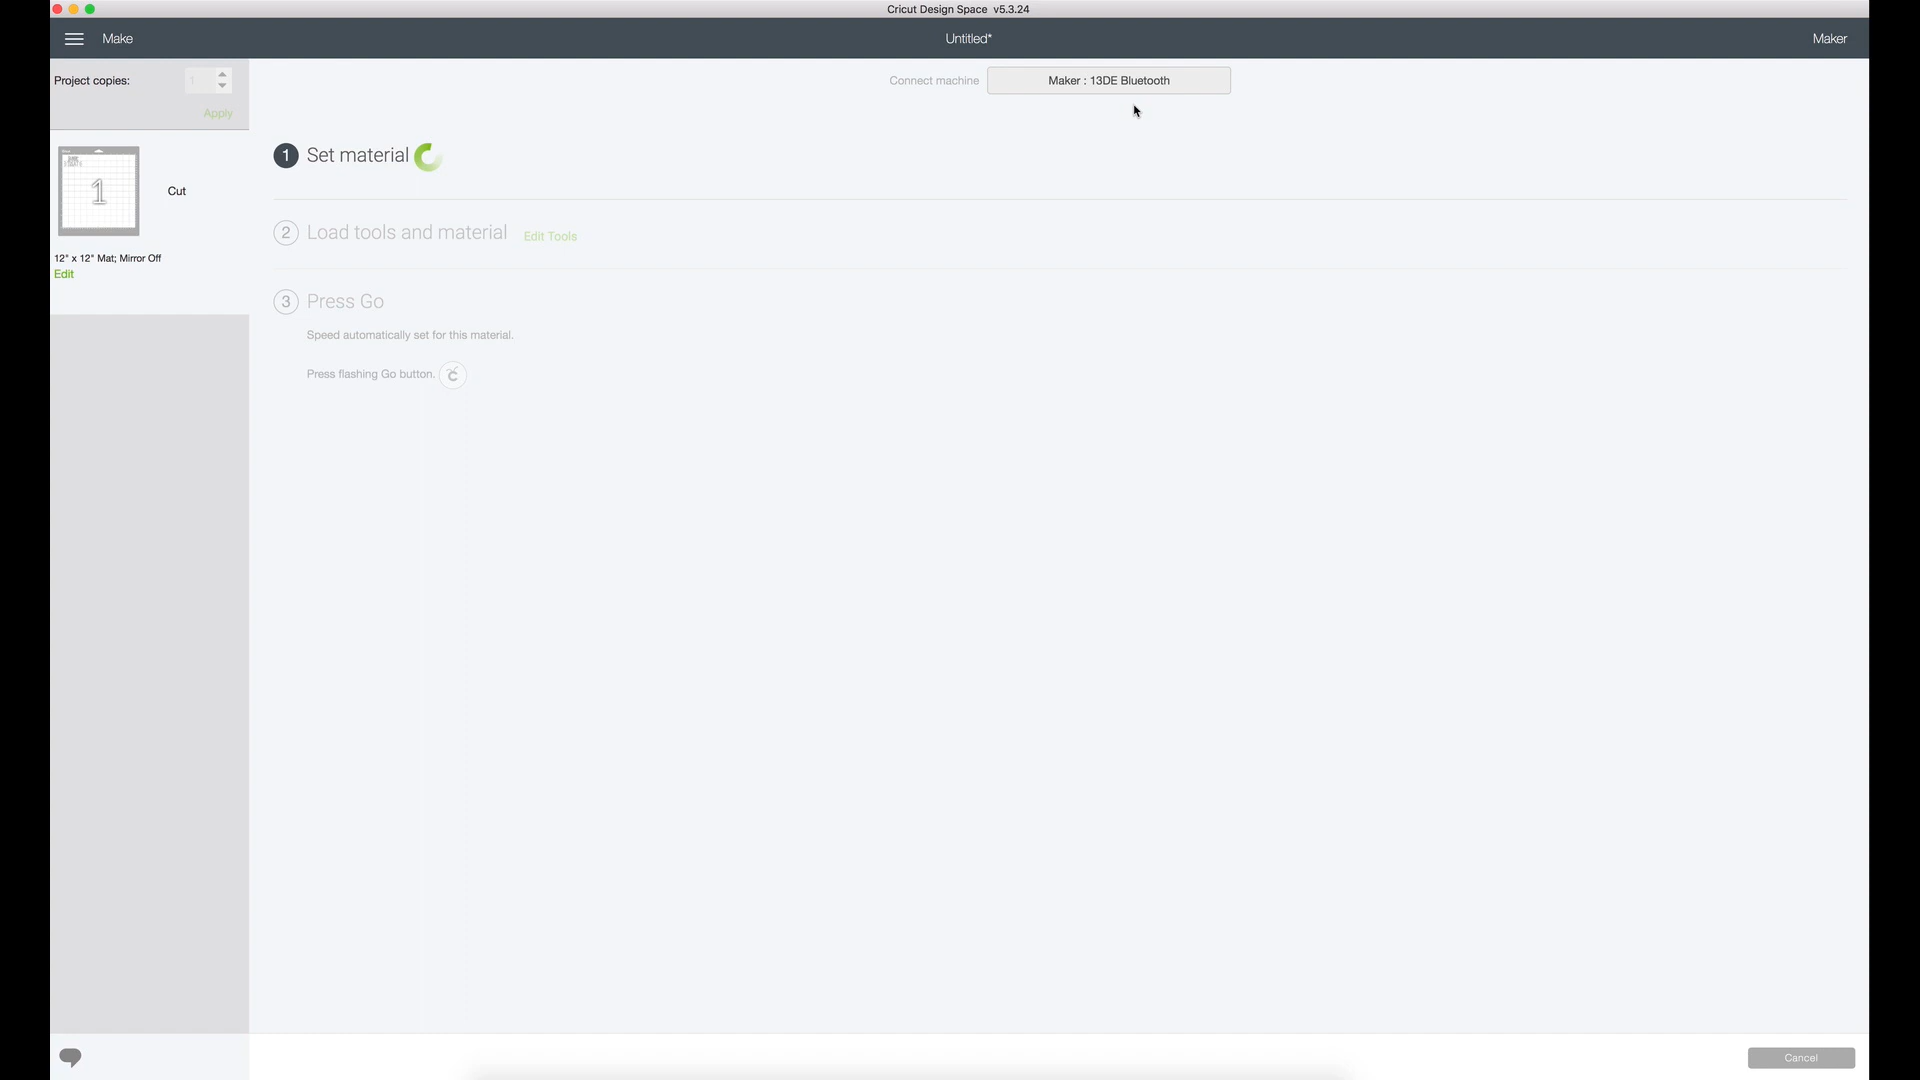 Cricut Design Space v5.3.24
Make
Untitled*
Maker
Project copies:
1
Apply
Connect machine
Maker : 13DE Bluetooth
1
Set material
1
Cut
2
Load tools and material
Edit Tools
12" x 12" Mat; Mirror Off
Edit
3
Press Go
Speed automatically set for this material.
Press flashing Go button.
Cancel